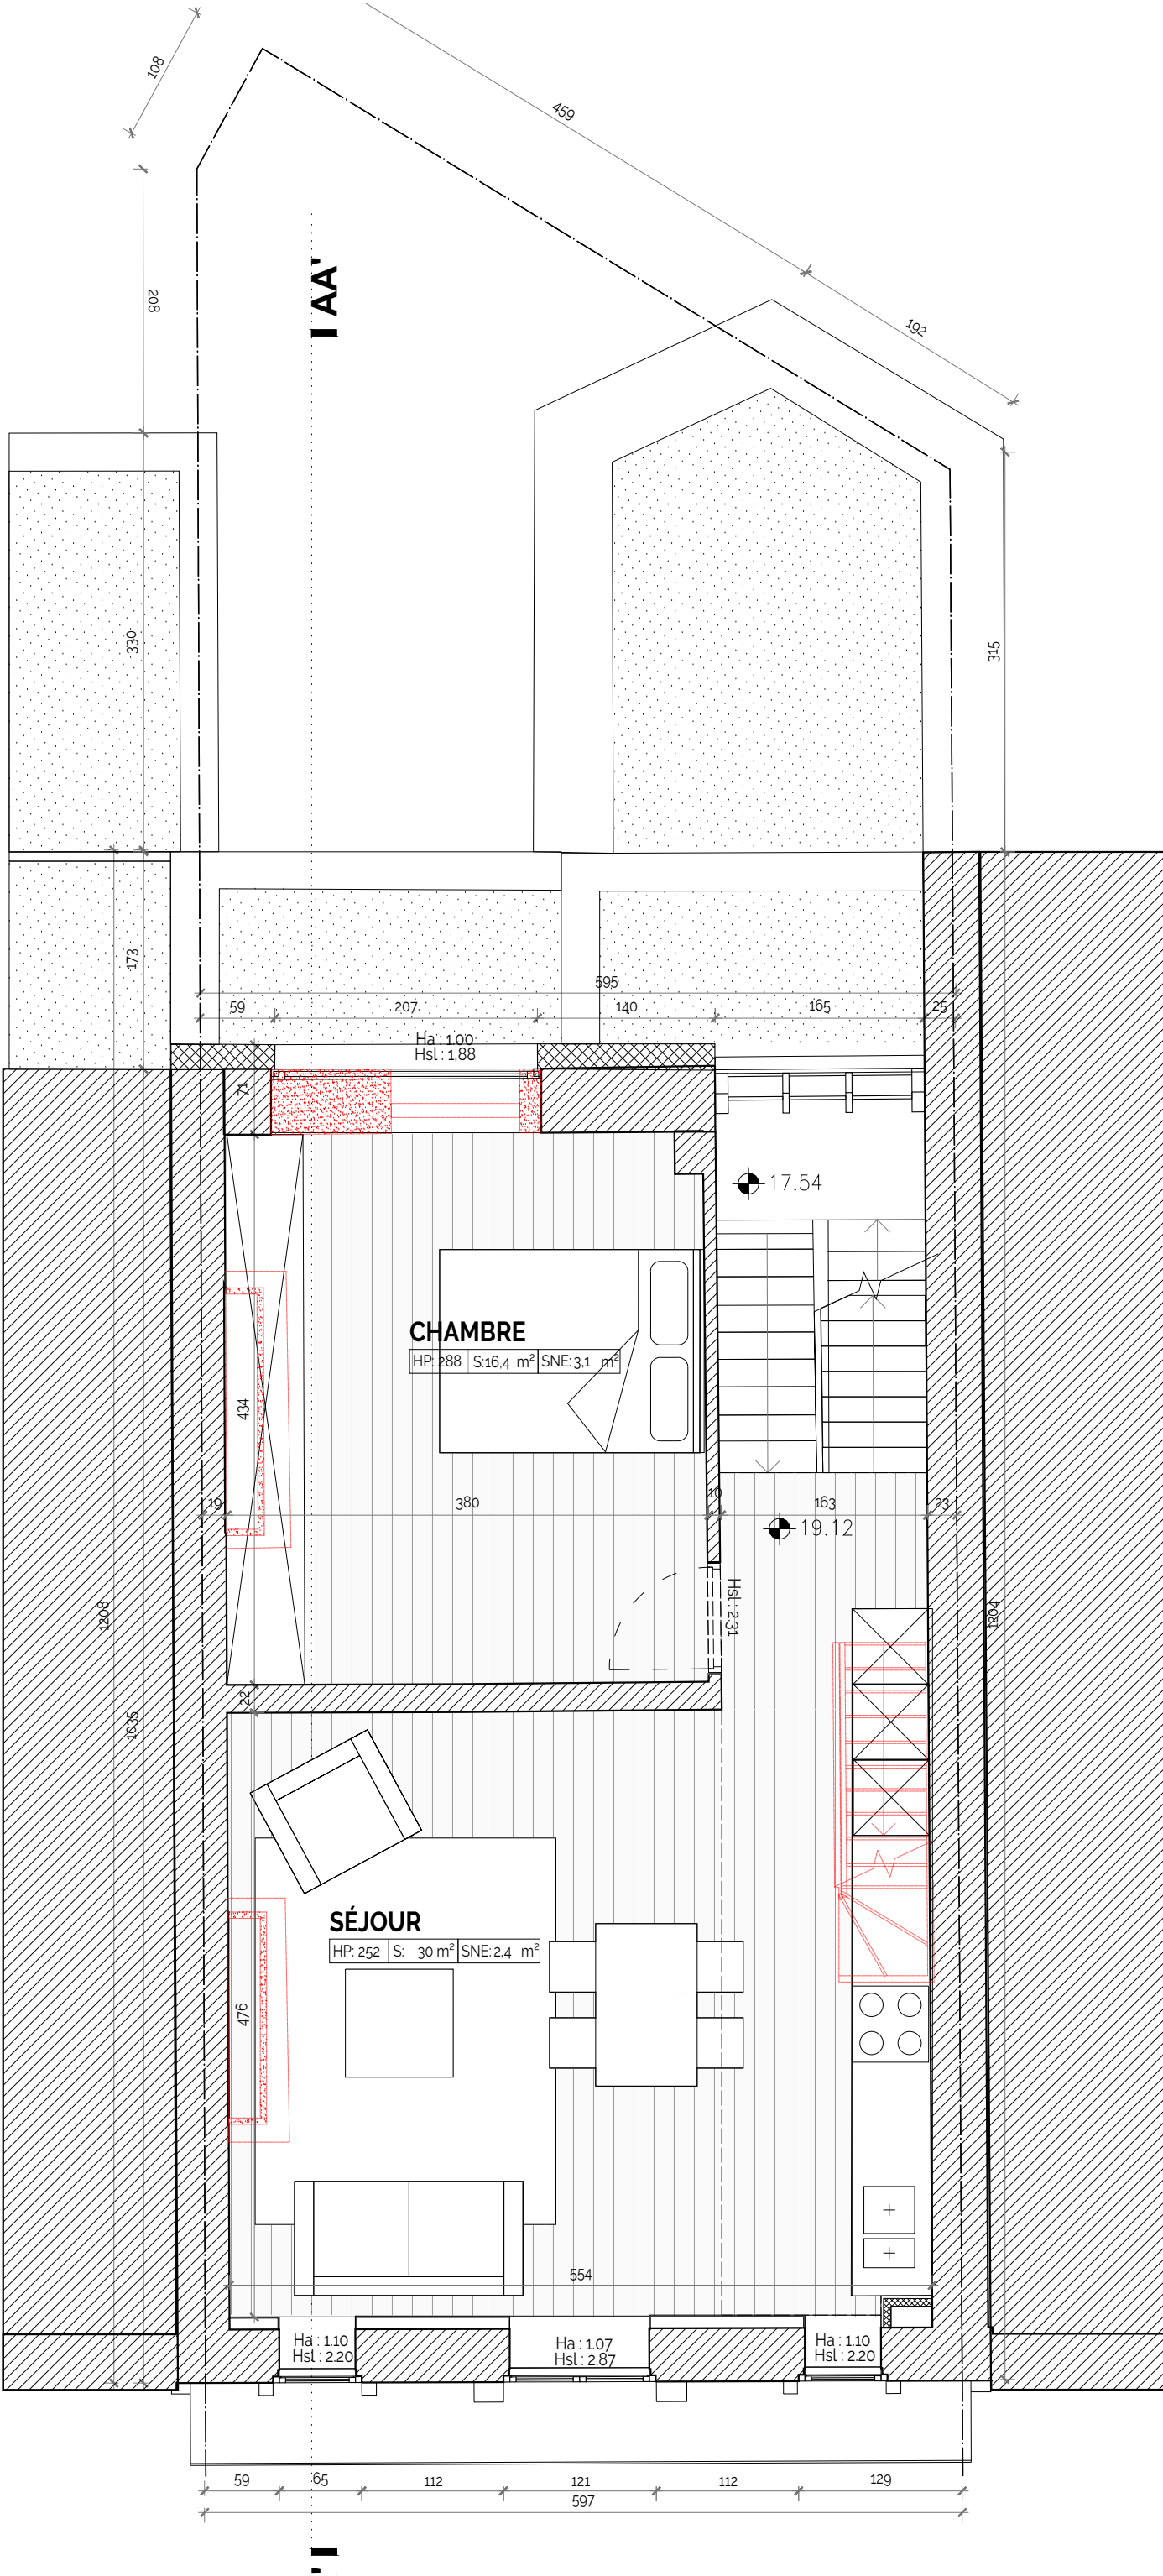 108
459
208
AA'
192
330
315
173
595
59
207
140
165
25
Ha : 1.00
Hsl : 1,88
71
17.54
CHAMBRE
HP: 288 S:16,4 m² SNE: 3,1 m²
434
19
380
10
163
23
19.12
Hsl : 2.31
1208
1204
22
1035
SÉJOUR
HP: 252 S: 30 m² SNE: 2,4 m²
476
554
Ha : 1.10
Hsl : 2.20
Ha : 1.07
Hsl : 2.87
Ha : 1.10
Hsl : 2.20
59
65
112
121
112
129
597